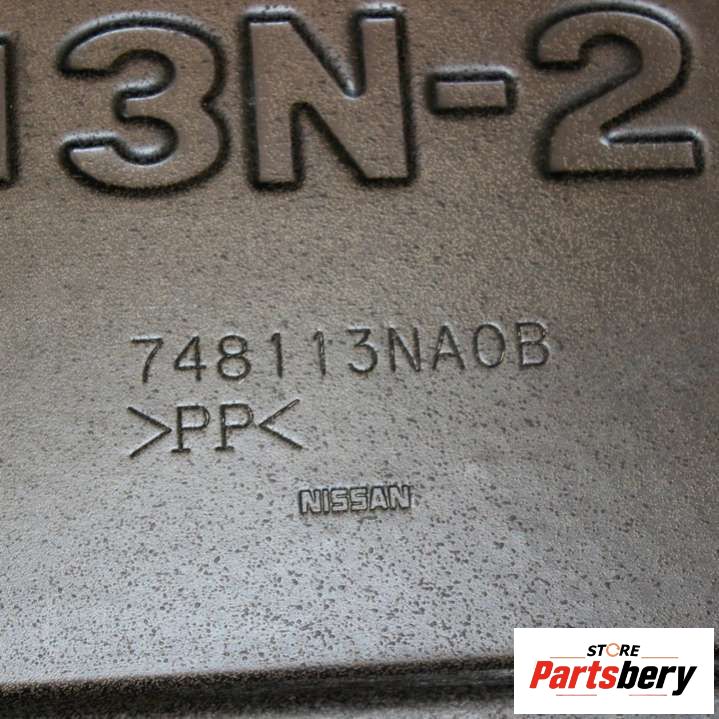 13N-2
748113NA0B
>PP<
NISSAN
STORE
Partsbery